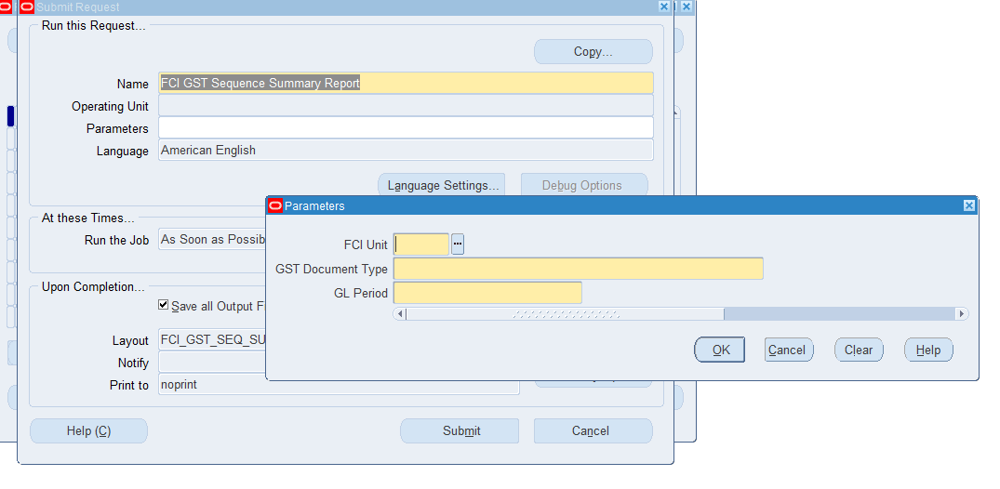 Submit Request
Run this Request...
Copy...
Name FCI GST Sequence Summary Report
Operating Unit
Parameters
Language American English
Language Settings...
Debug Options
Parameters
At these Times...
Run the Job As Soon as Possib
FCI Unit
GST Document Type
GL Period
Upon Completion...
Save all Output F
Layout FCI_GST_SEQ_SU
Notify
Print to noprint
OK
Cancel
Clear
Help
Help (C)
Submit
Cancel